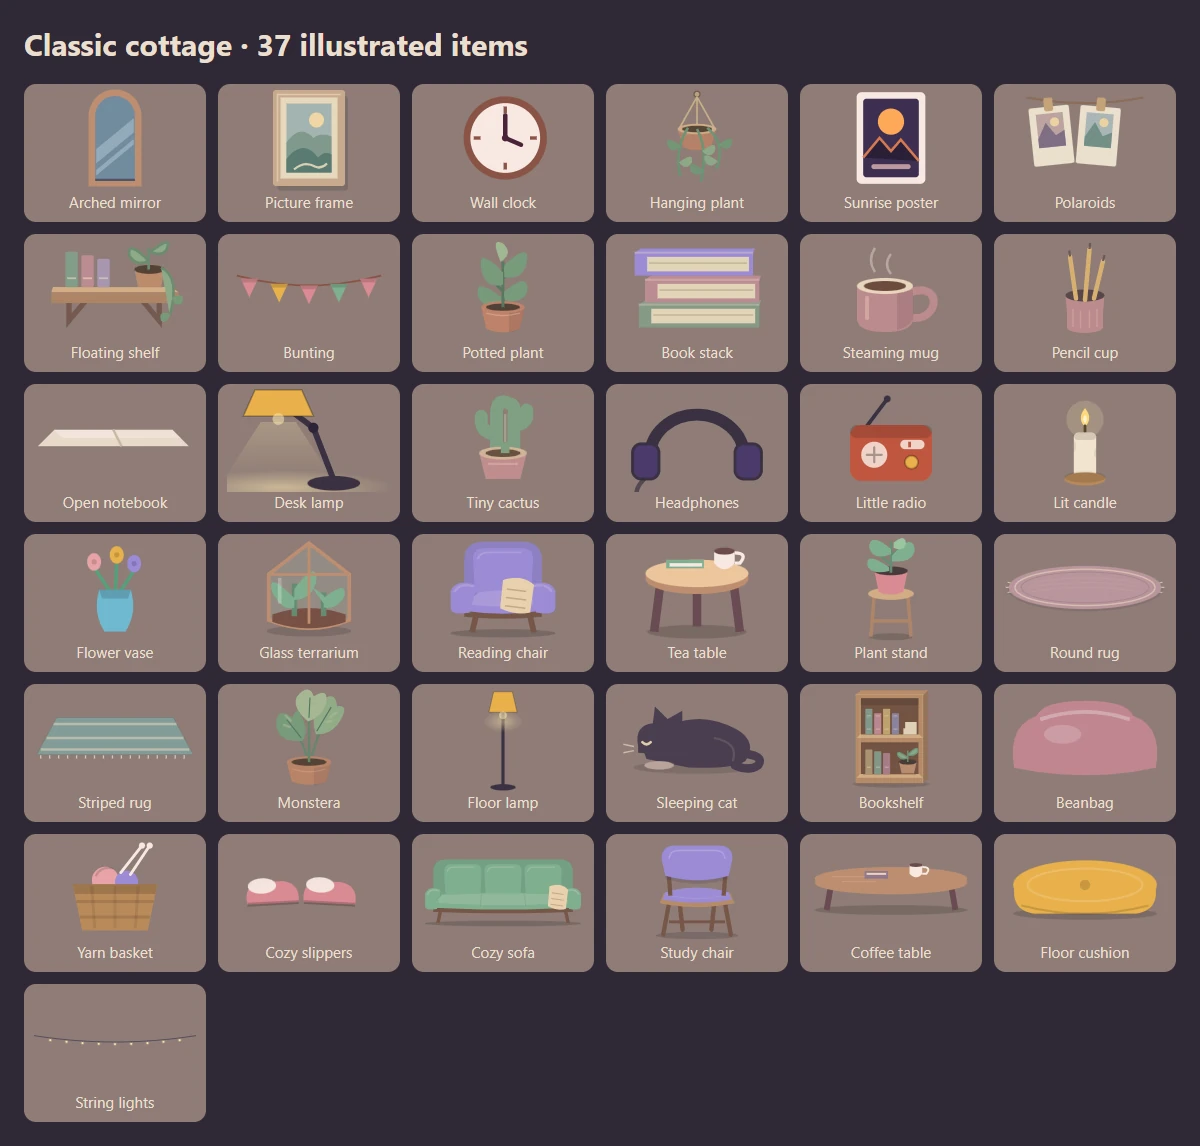 Classic cottage · 37 illustrated items
Arched mirror
Picture frame
Wall clock
Hanging plant
Sunrise poster
Polaroids
Floating shelf
Bunting
Potted plant
Book stack
Steaming mug
Pencil cup
Open notebook
Desk lamp
Tiny cactus
Headphones
Little radio
Lit candle
Flower vase
Glass terrarium
Reading chair
Tea table
Plant stand
Round rug
Striped rug
Monstera
Floor lamp
Sleeping cat
Bookshelf
Beanbag
Yarn basket
Cozy slippers
Cozy sofa
Study chair
Coffee table
Floor cushion
String lights